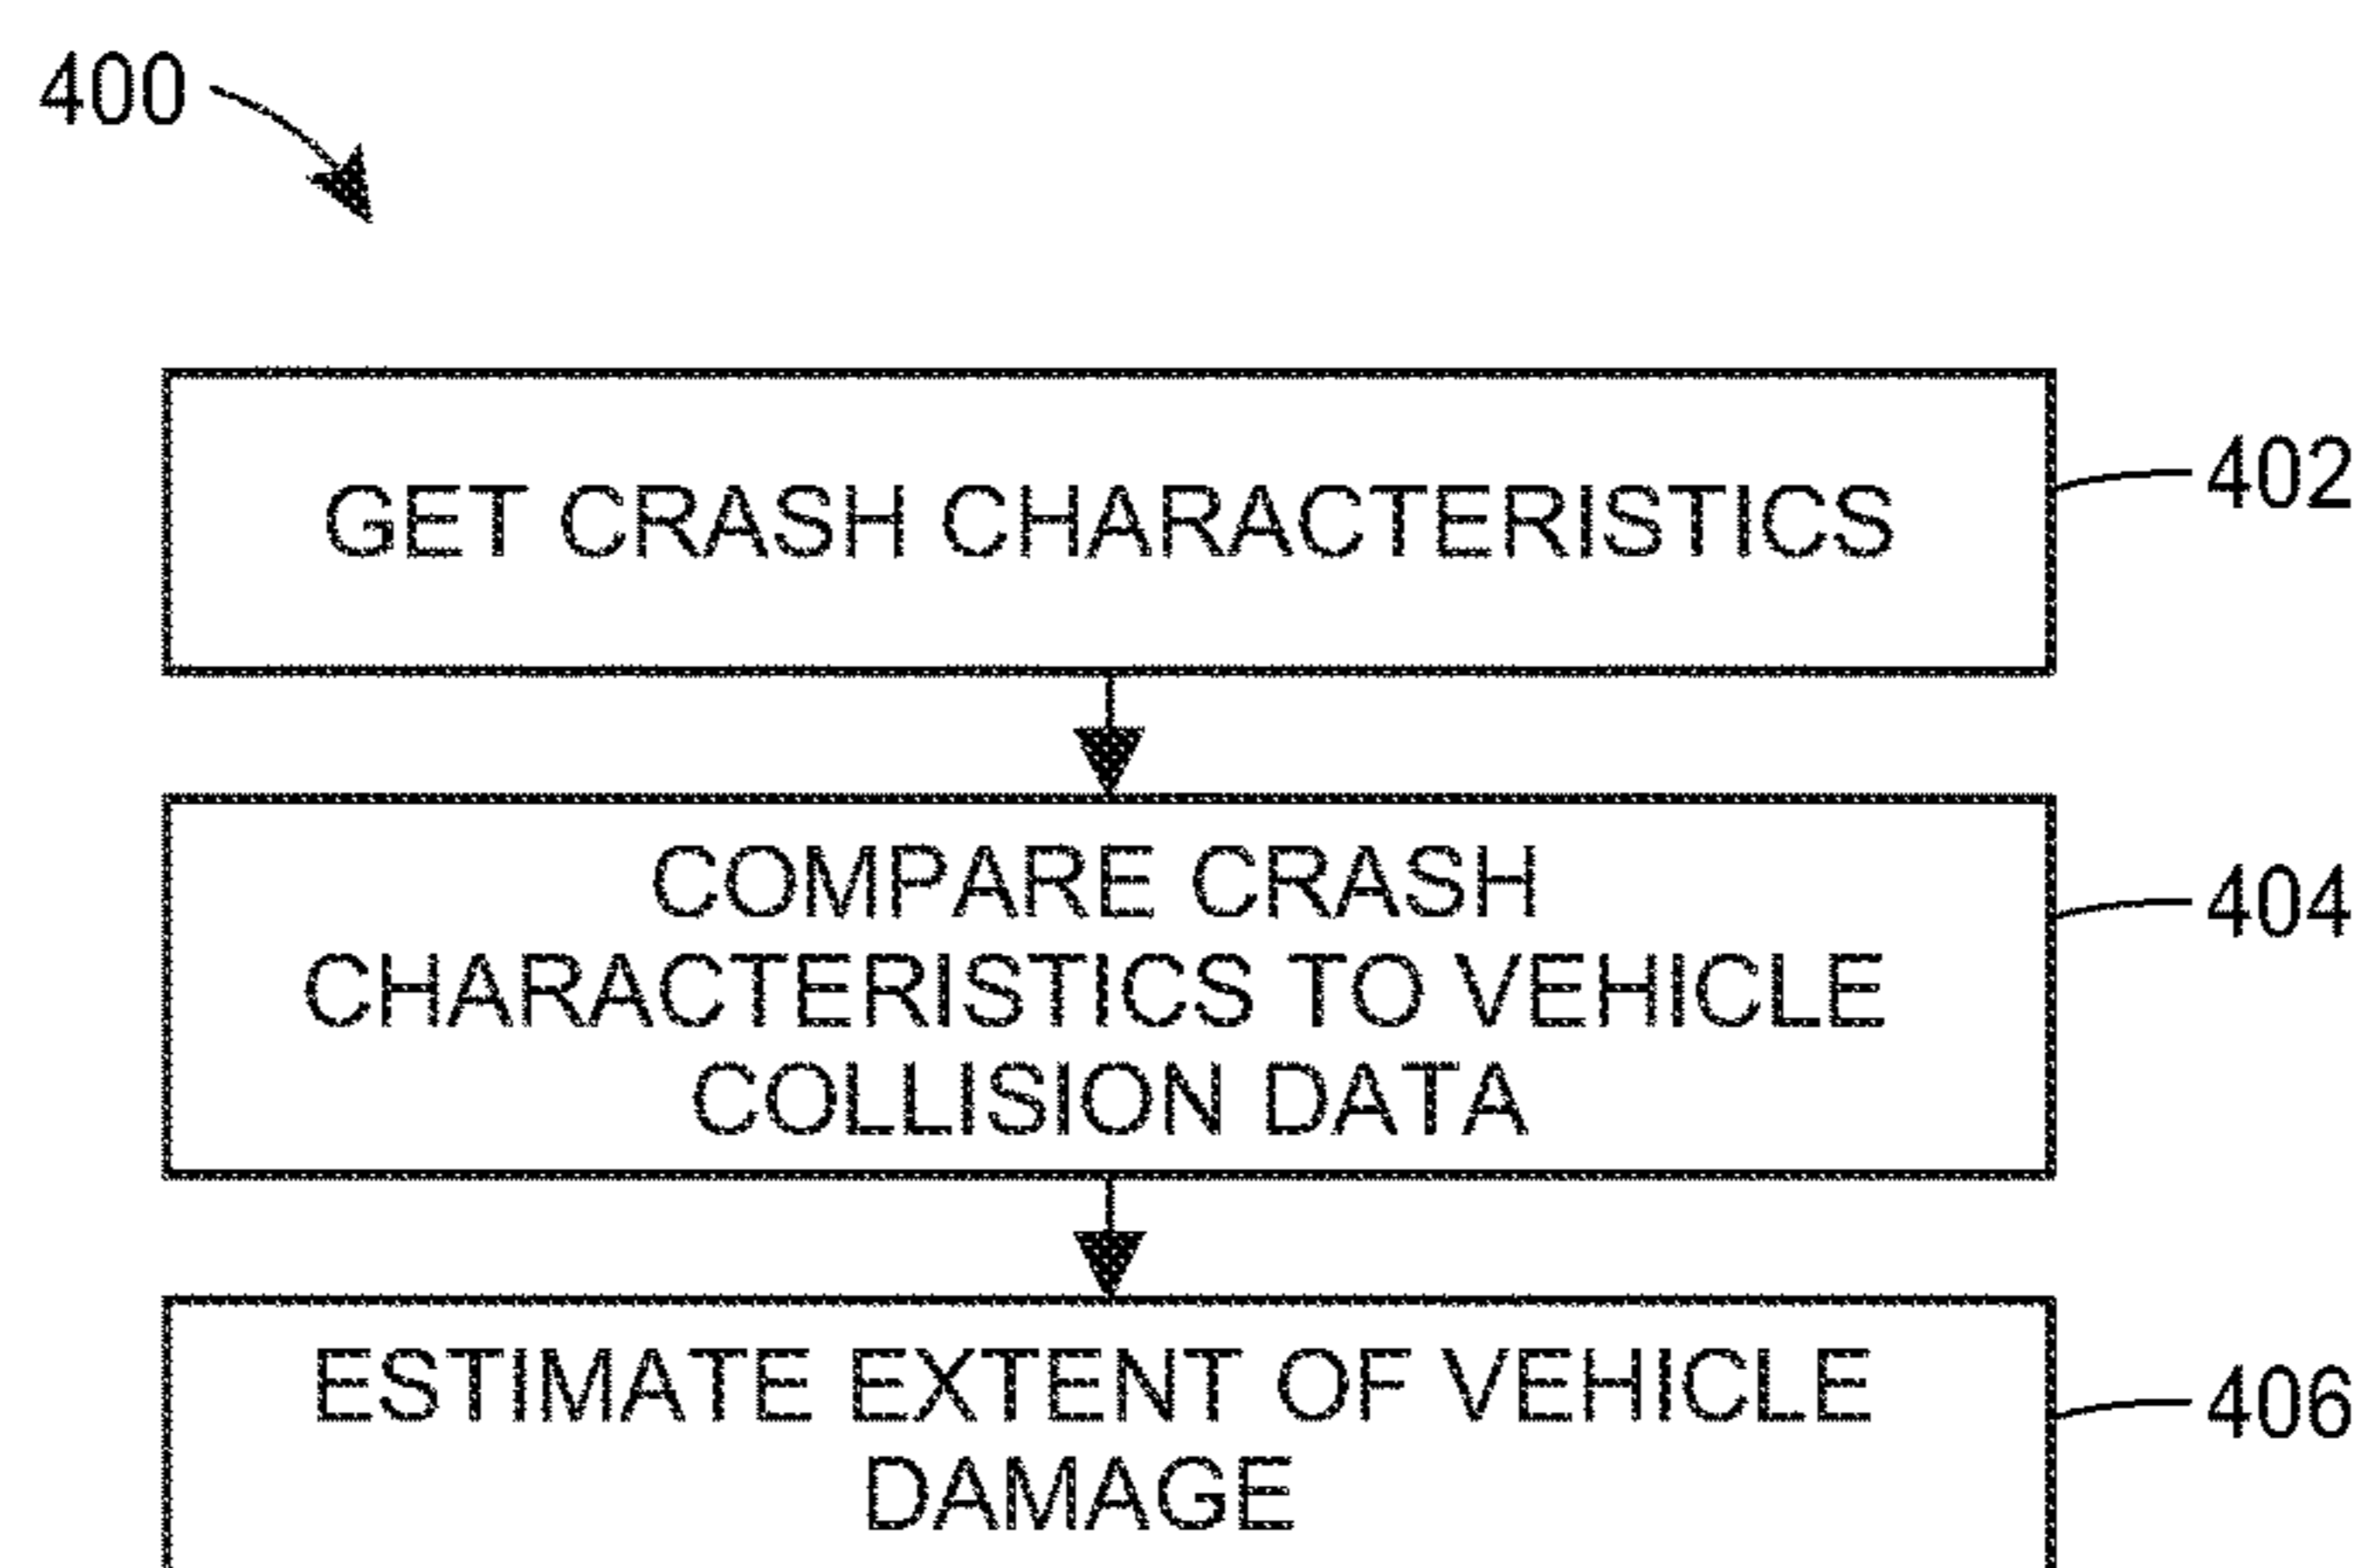 400
GET CRASH CHARACTERISTICS
402
COMPARE CRASH
CHARACTERISTICS TO VEHICLE
COLLISION DATA
404
ESTIMATE EXTENT OF VEHICLE
DAMAGE
406